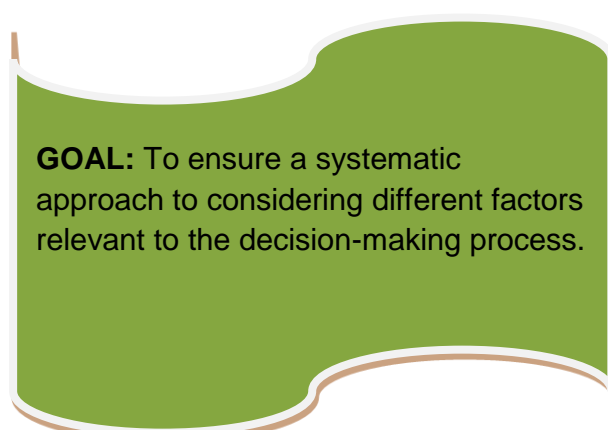 GOAL: To ensure a systematic
approach to considering different factors
relevant to the decision-making process.